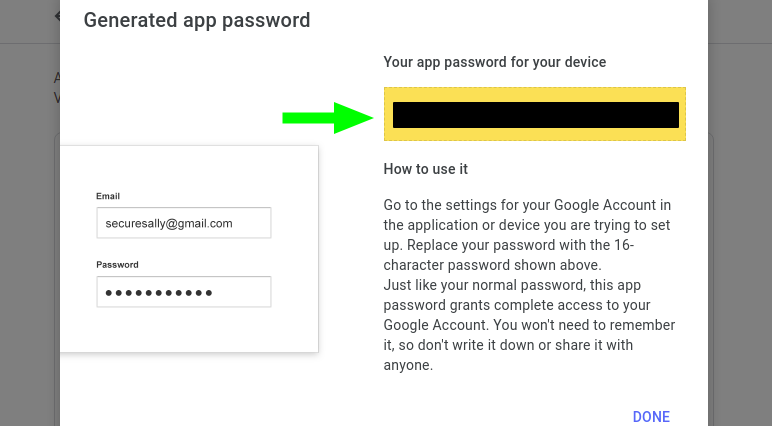 Generated app password
Your app password for your device
How to use it
Email
securesally@gmail.com
Password
Go to the settings for your Google Account in
the application or device you are trying to set
up. Replace your password with the 16-
character password shown above.
Just like your normal password, this app
password grants complete access to your
Google Account. You won't need to remember
it, so don't write it down or share it with
anyone.
DONE